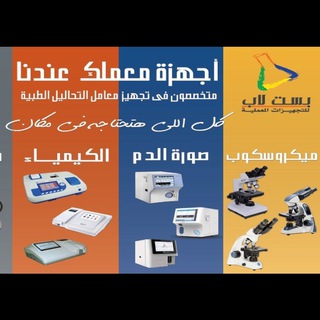 أجهزة معملك عندنا
متخصصون فى تجهيز معامل التحاليل الطبية
كل اللى هتحتاجه فى مكان
بست لاب
للتجهيزات المعملية
ميكروسكوب
صورة الدم
الكيمياء